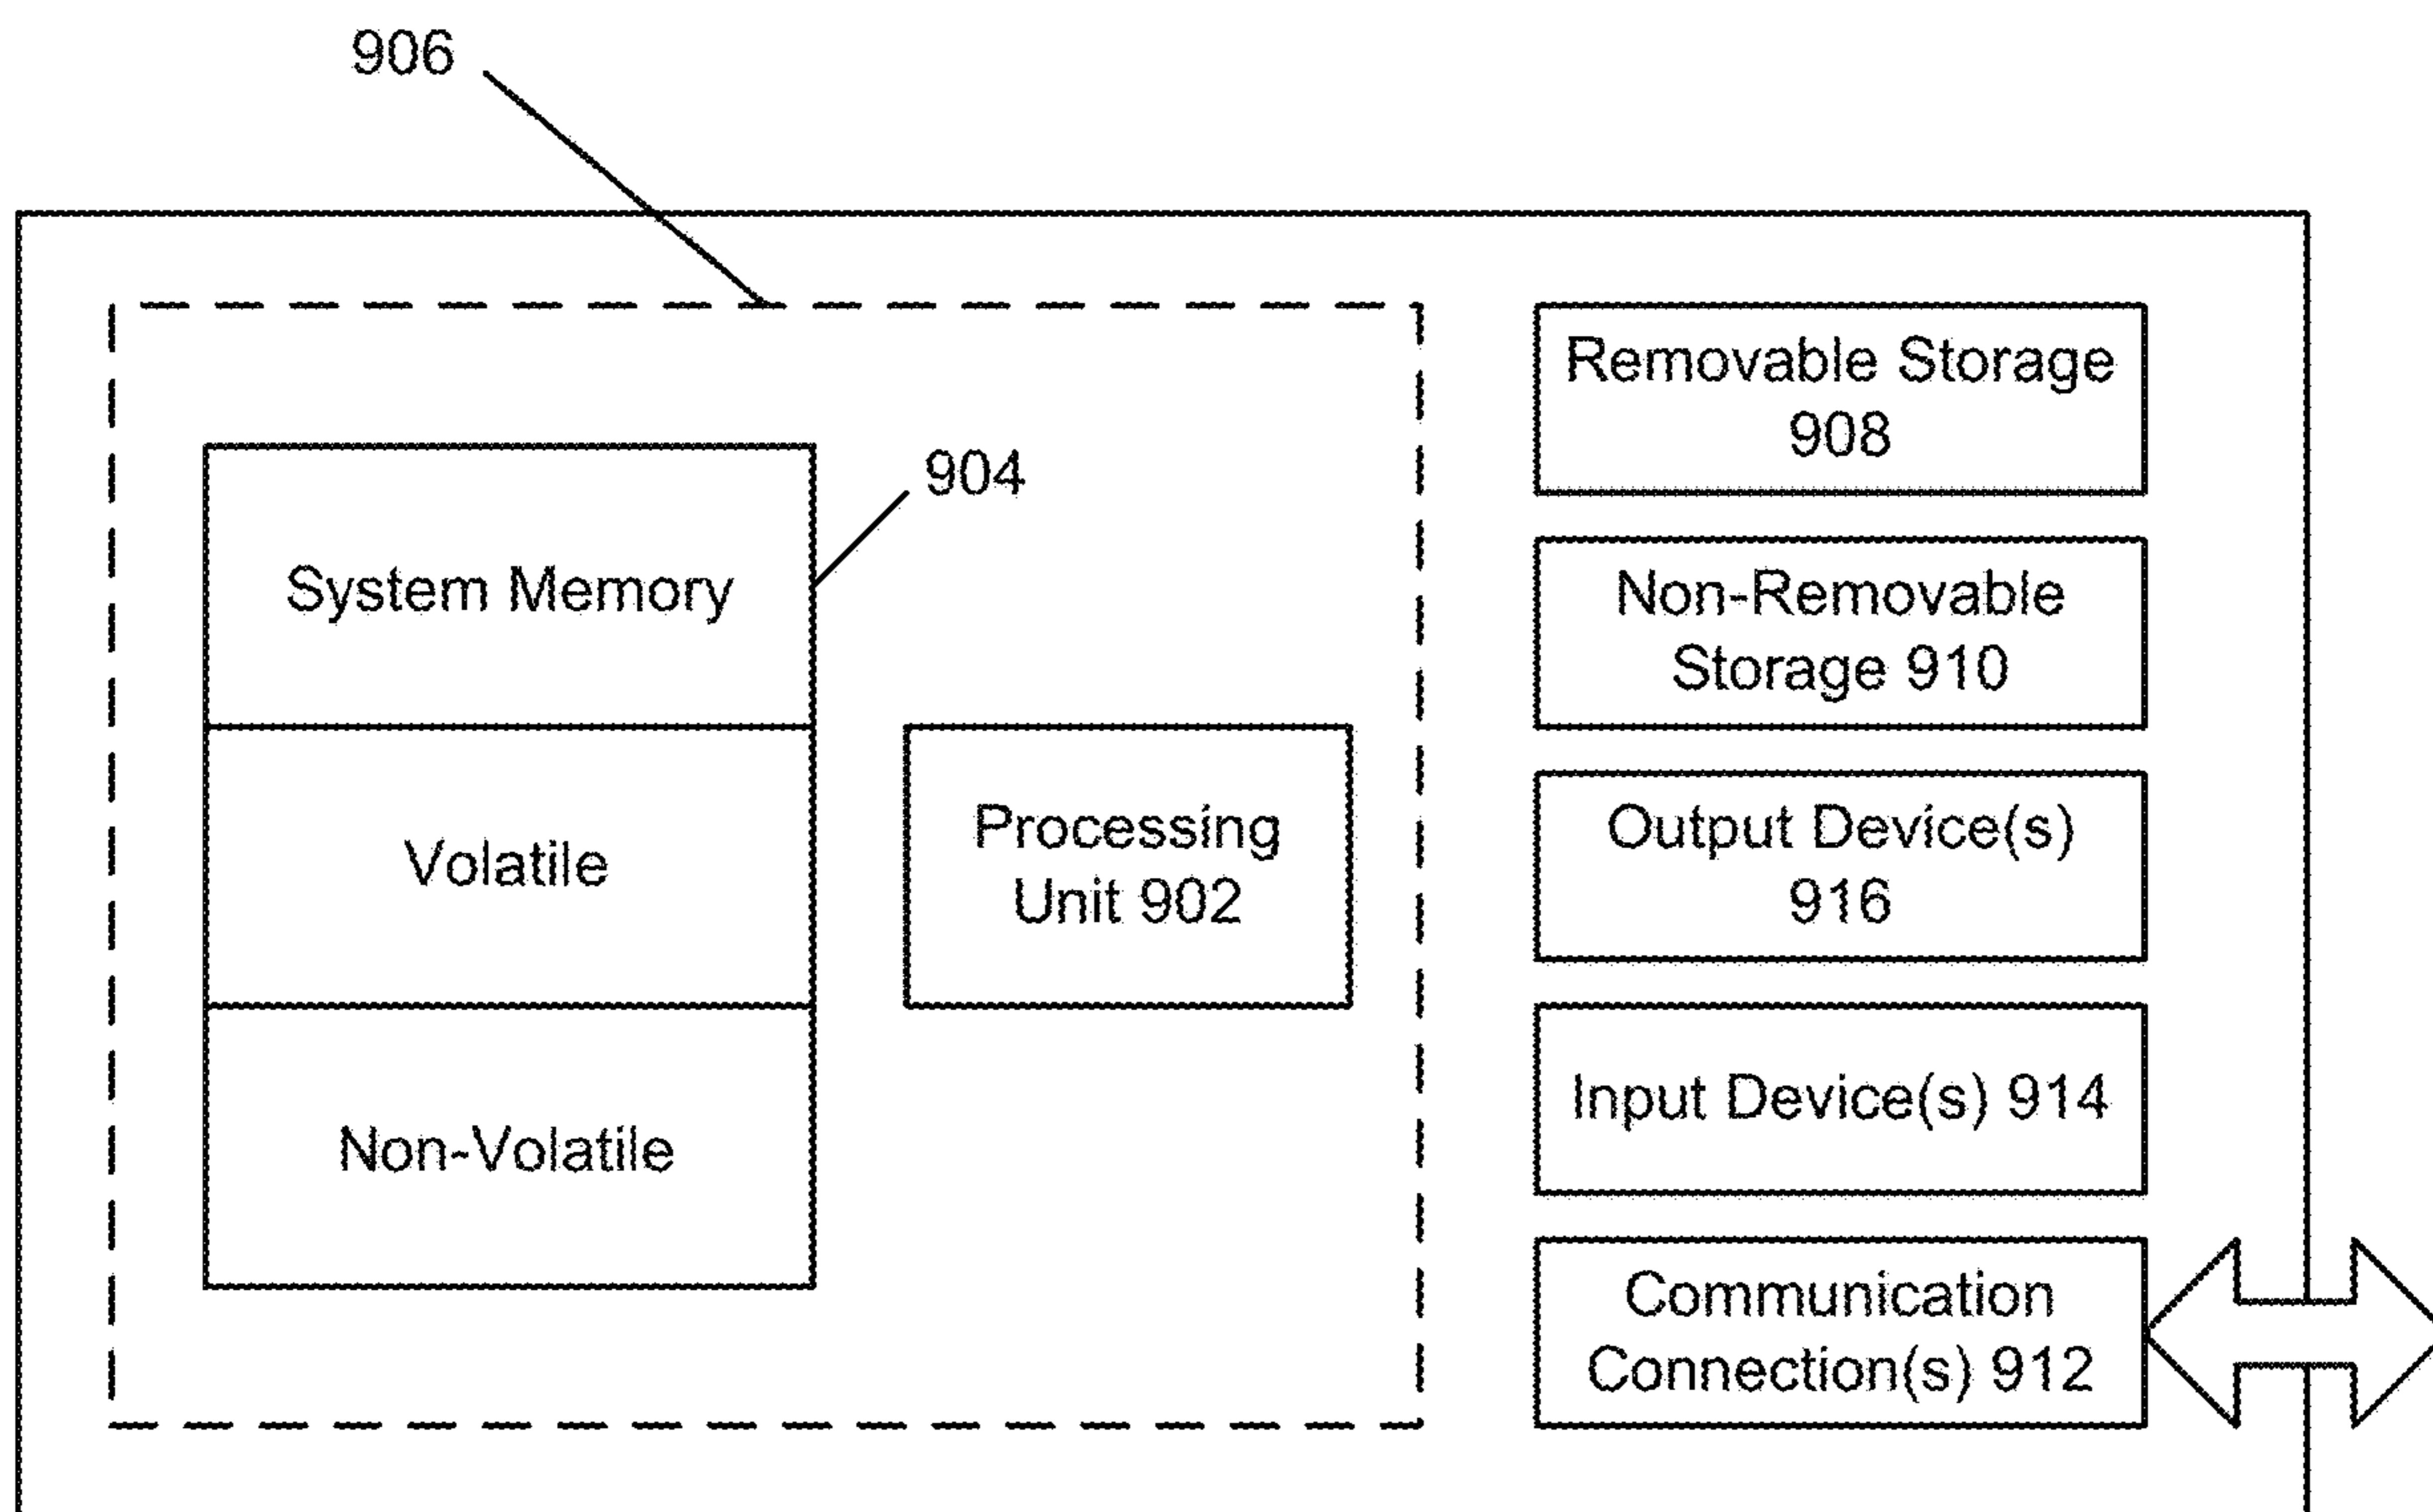 906
904
System Memory
Volatile
Non-Volatile
Processing
Unit 902
Removable Storage
908
Non-Removable
Storage 910
Output Device(s)
916
Input Device(s) 914
Communication
Connection(s) 912